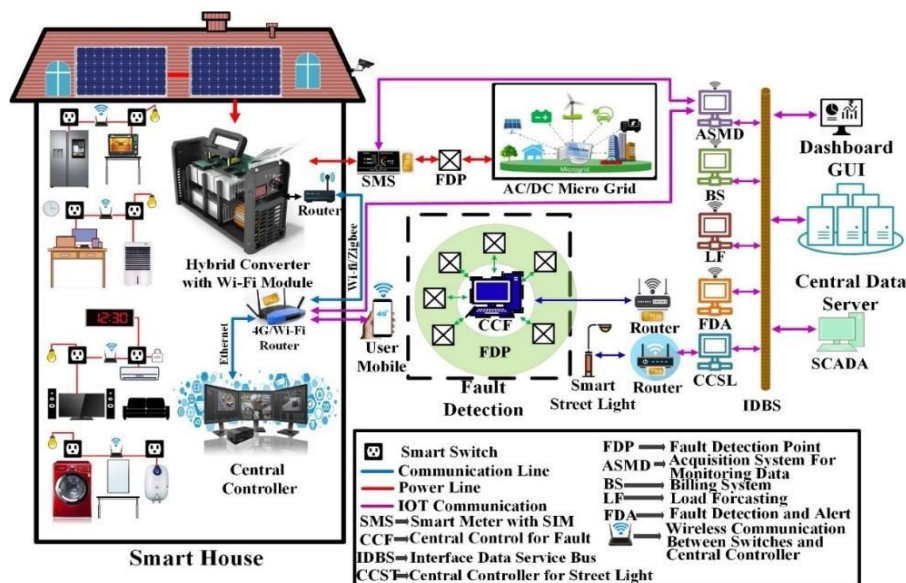 SMS
FDP
AC/DC Micro Grid
Microgrid
ASMD
BS
LF
FDA
CCSL
IDBS
Dashboard
GUI
Central Data
Server
SCADA
Router
Hybrid Converter
with Wi-Fi Module
Wi-fi/Zigbee
4G/Wi-Fi
Router
Ethernet
4G
User
Mobile
CCF
FDP
Fault
Detection
Smart
Street Light
Router
Router
12:30
Central
Controller
Smart House
Smart Switch
Communication Line
Power Line
IOT Communication
SMS Smart Meter with SIM
CCF Central Control for Fault
IDBS Interface Data Service Bus
CCST Central Controller for Street Light
FDP Fault Detection Point
ASMD Acquisition System For
Monitoring Data
BS Billing System
LF Load Forcasting
FDA Fault Detection and Alert
Wireless Communication
Between Switches and
Central Controller